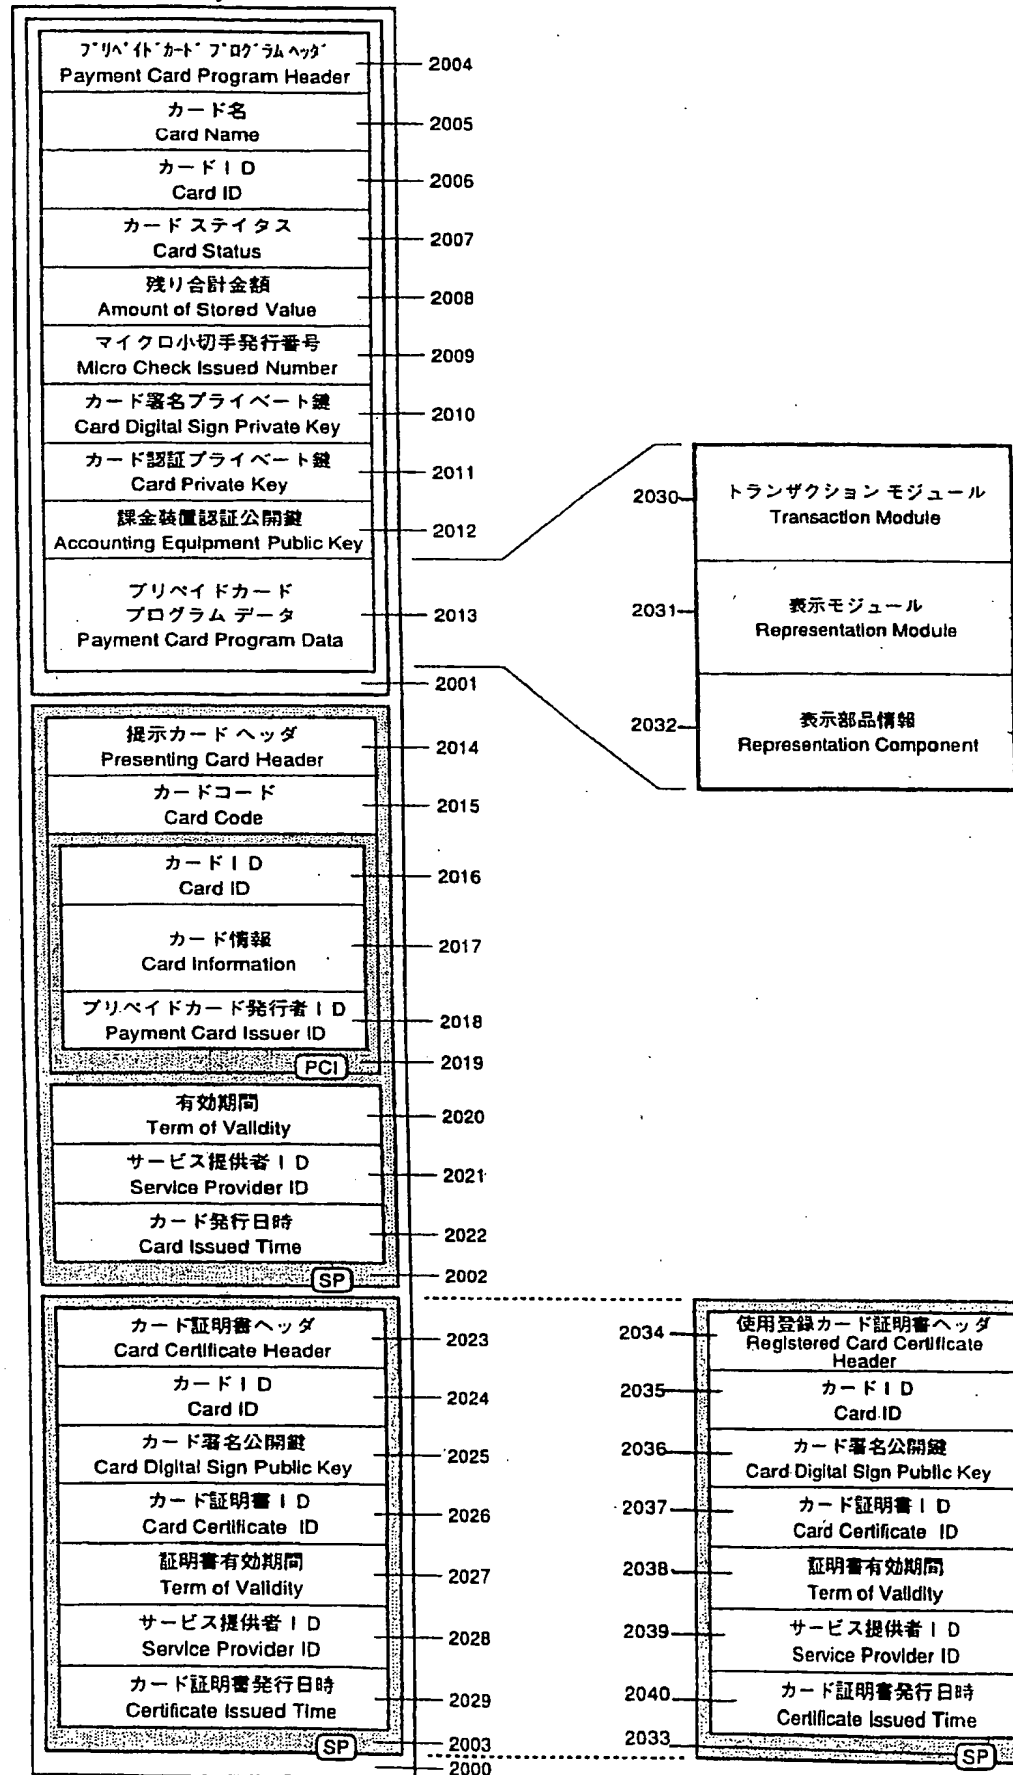 プリペイドカード プログラム ヘッダ
Payment Card Program Header
2004
カード名
Card Name
2005
カードID
Card ID
2006
カード ステイタス
Card Status
2007
残り合計金額
Amount of Stored Value
2008
マイクロ小切手発行番号
Micro Check Issued Number
2009
カード署名プライベート鍵
Card Digital Sign Private Key
2010
カード認証プライベート鍵
Card Private Key
2011
課金装置認証公開鍵
Accounting Equipment Public Key
2012
プリペイドカード
プログラム データ
Payment Card Program Data
2013
2001
2030
トランザクション モジュール
Transaction Module
2031
表示モジュール
Representation Module
2032
表示部品情報
Representation Component
提示カード ヘッダ
Presenting Card Header
2014
カードコード
Card Code
2015
カードID
Card ID
2016
カード情報
Card Information
2017
プリペイドカード発行者ID
Payment Card Issuer ID
2018
PCI
2019
有効期間
Term of Validity
2020
サービス提供者ID
Service Provider ID
2021
カード発行日時
Card Issued Time
2022
SP
2002
カード証明書ヘッダ
Card Certificate Header
2023
カードID
Card ID
2024
カード署名公開鍵
Card Digital Sign Public Key
2025
カード証明書ID
Card Certificate ID
2026
証明書有効期間
Term of Validity
2027
サービス提供者ID
Service Provider ID
2028
カード証明書発行日時
Certificate Issued Time
2029
SP
2003
2000
2034
使用登録カード証明書ヘッダ
Registered Card Certificate
Header
2035
カードID
Card ID
2036
カード署名公開鍵
Card Digital Sign Public Key
2037
カード証明書ID
Card Certificate ID
2038
証明書有効期間
Term of Validity
2039
サービス提供者ID
Service Provider ID
2040
カード証明書発行日時
Certificate Issued Time
2033
SP